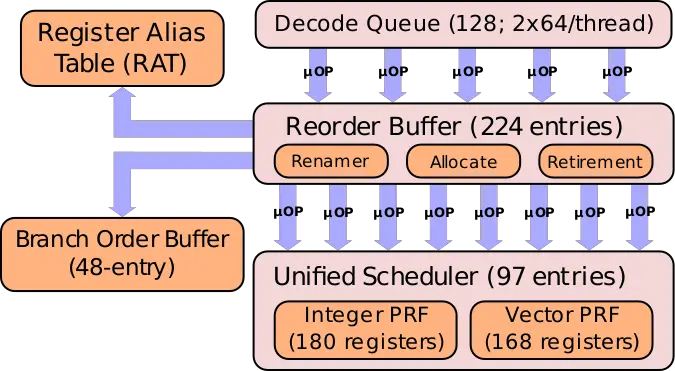 Register Alias
Table (RAT)
Decode Queue (128; 2x64/thread)
µOP µOP µOP µOP µOP
Reorder Buffer (224 entries)
Renamer Allocate Retirement
µOP µOP µOP µOP µOP µOP µOP µOP
Branch Order Buffer
(48-entry)
Unified Scheduler (97 entries)
Integer PRF
(180 registers)
Vector PRF
(168 registers)